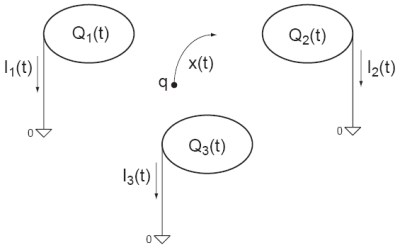 Q₁(t)
Q₂(t)
I₁(t)
x(t)
I₂(t)
q
0
0
Q₃(t)
I₃(t)
0